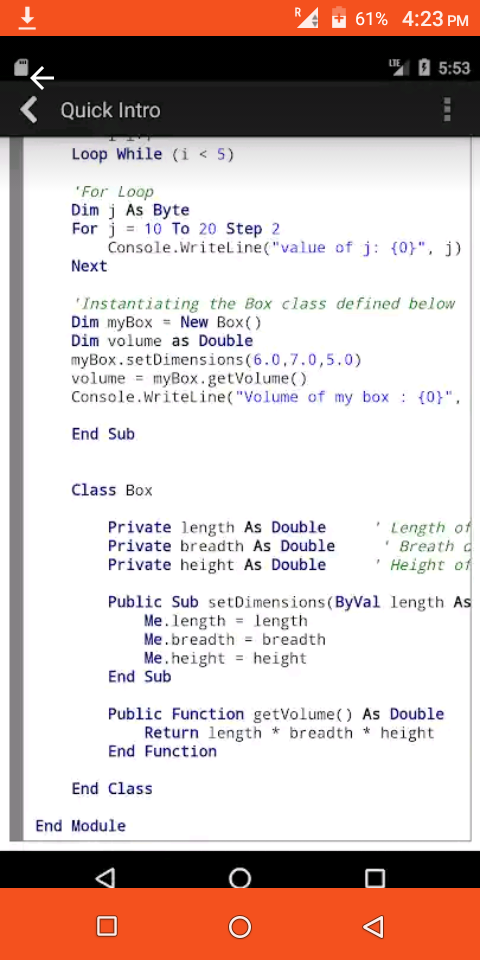 R 61% 4:23 PM
LTE 5:53
Quick Intro
Loop While (i < 5)
'For Loop
Dim j As Byte
For j = 10 To 20 Step 2
Console.WriteLine("value of j: {0}", j)
Next
'Instantiating the Box class defined below
Dim myBox = New Box()
Dim volume as Double
myBox.setDimensions(6.0,7.0,5.0)
volume = myBox.getVolume()
Console.WriteLine("Volume of my box : {0}",
End Sub
Class Box
Private length As Double ' Length of
Private breadth As Double ' Breath
Private height As Double ' Height of
Public Sub setDimensions(ByVal length As
Me.length = length
Me.breadth = breadth
Me.height = height
End Sub
Public Function getVolume() As Double
Return length * breadth * height
End Function
End Class
End Module